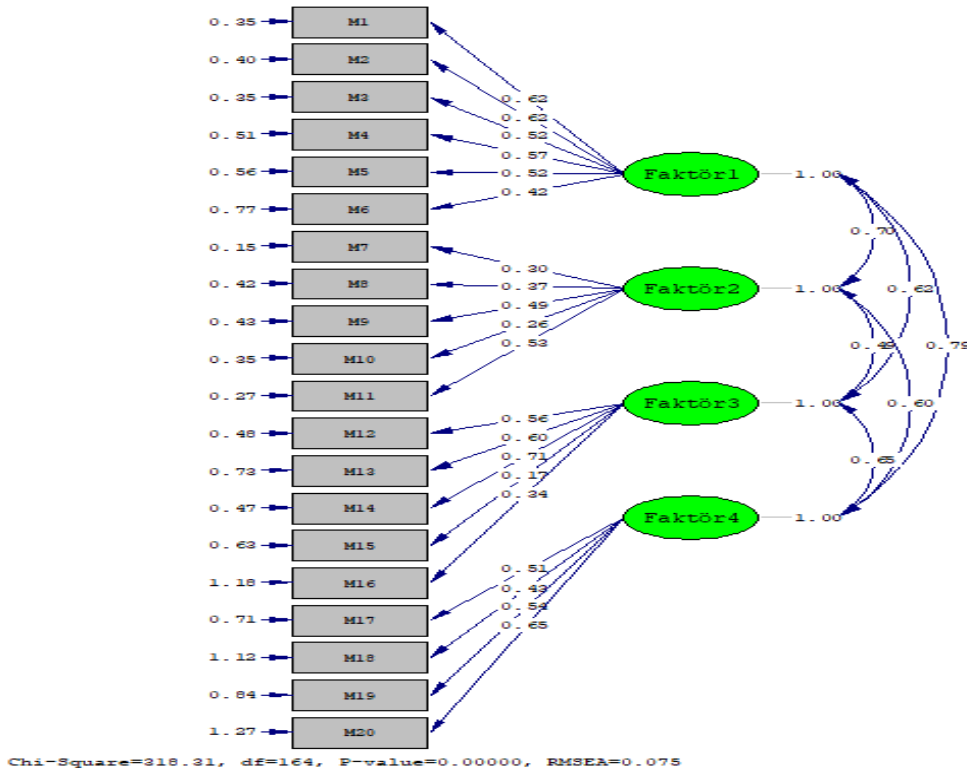 0.35 M1
0.40 M2
0.35 M3
0.51 M4
0.56 M5
0.77 M6
0.15 M7
0.42 M8
0.43 M9
0.35 M10
0.27 M11
0.48 M12
0.73 M13
0.47 M14
0.63 M15
1.18 M16
0.71 M17
1.12 M18
0.84 M19
1.27 M20
0.62
0.62
0.52
0.57
0.52
0.42
0.30
0.37
0.49
0.26
0.53
0.56
0.60
0.71
0.17
0.34
0.51
0.43
0.54
0.65
Faktör1 1.00
Faktör2 1.00
Faktör3 1.00
Faktör4 1.00
0.70
0.62
0.49
0.79
0.60
0.65
Chi-Square=318.31, df=164, P-value=0.00000, RMSEA=0.075